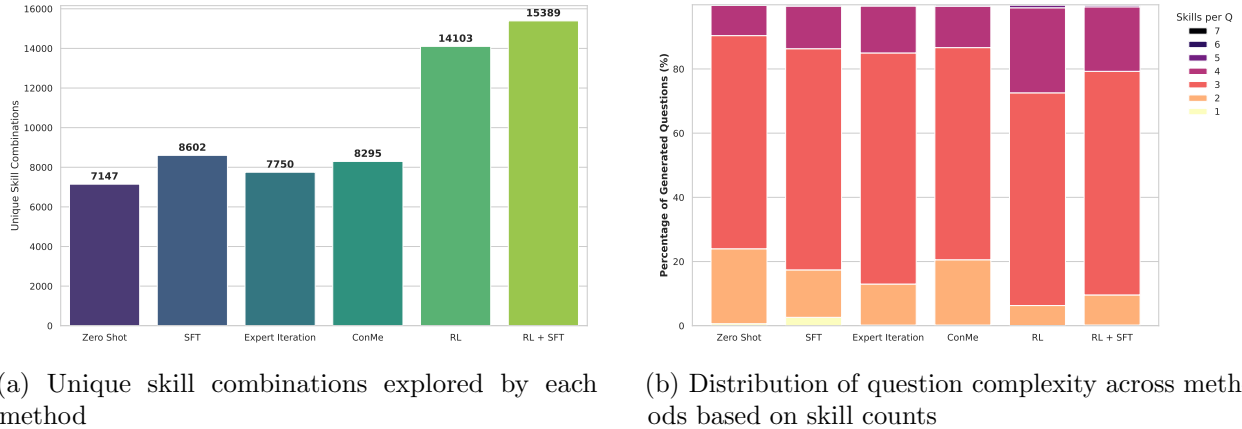 16000
14000
12000
10000
8000
6000
4000
2000
0
Unique Skill Combinations
7147
8602
7750
8295
14103
15389
Zero Shot
SFT
Expert Iteration
ConMe
RL
RL + SFT
80
60
40
20
0
Percentage of Generated Questions (%)
Zero Shot
SFT
Expert Iteration
ConMe
RL
RL + SFT
Skills per Q
7
6
5
4
3
2
1
(a) Unique skill combinations explored by each
method
(b) Distribution of question complexity across meth
ods based on skill counts